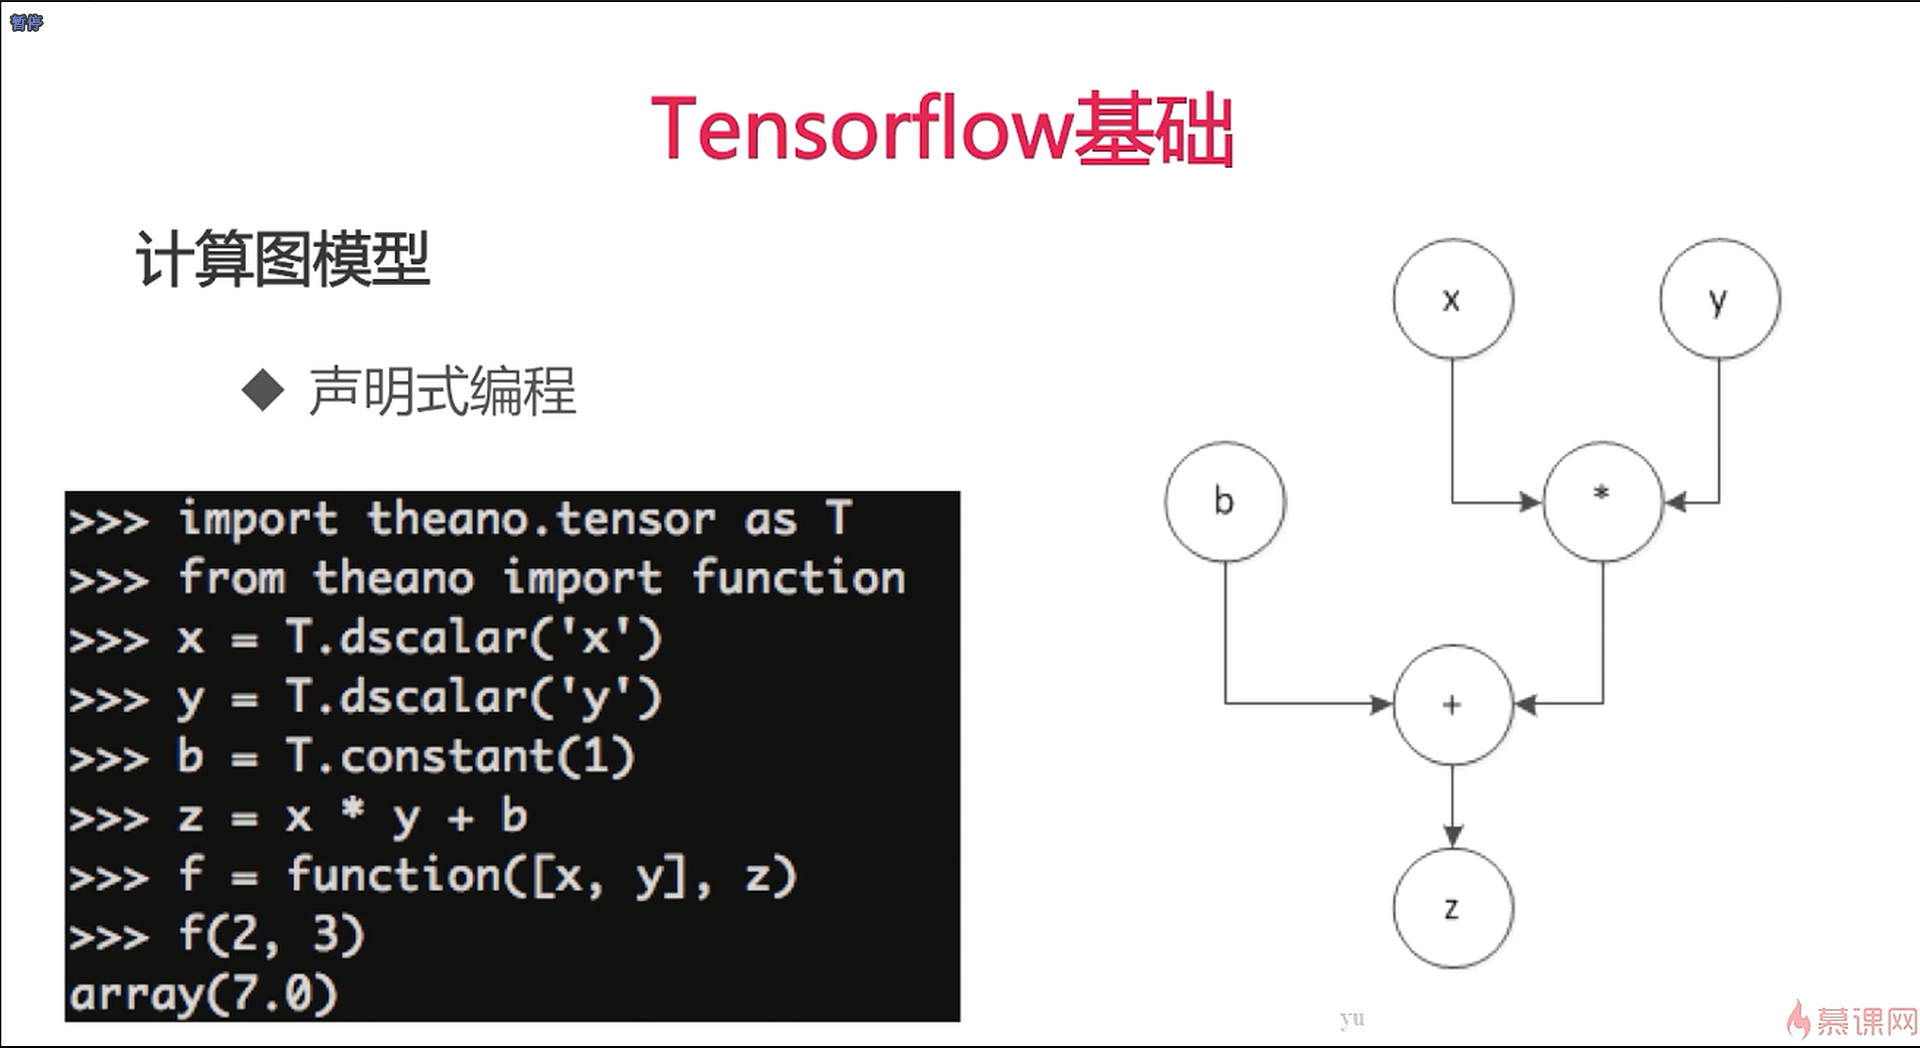 暂停
Tensorflow基础
计算图模型
◆ 声明式编程
>>> import theano.tensor as T
>>> from theano import function
>>> x = T.dscalar('x')
>>> y = T.dscalar('y')
>>> b = T.constant(1)
>>> z = x * y + b
>>> f = function([x, y], z)
>>> f(2, 3)
array(7.0)
x
y
b
*
+
z
yu
慕课网